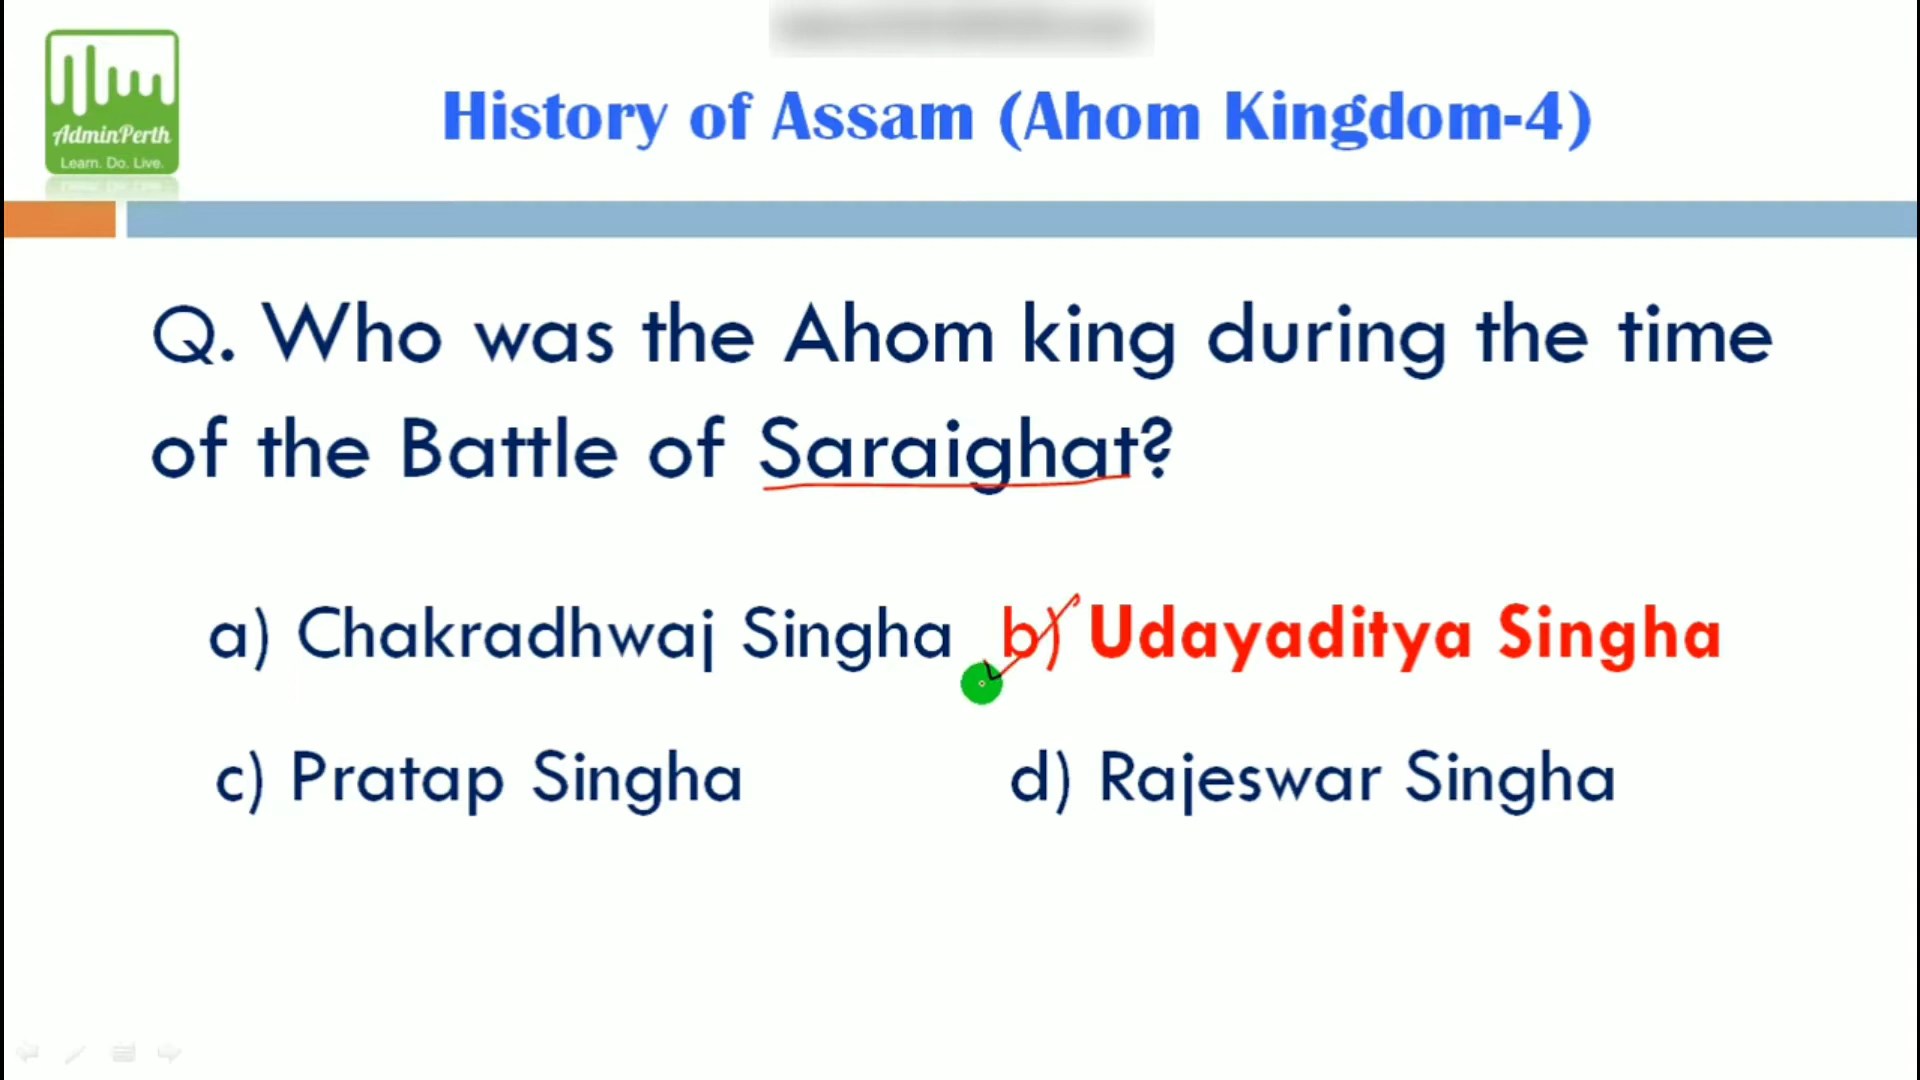 AdminPerth
Learn. Do. Live.
History of Assam (Ahom Kingdom-4)
Q. Who was the Ahom king during the time
of the Battle of Saraighat?
a) Chakradhwaj Singha b) Udayaditya Singha
c) Pratap Singha d) Rajeswar Singha